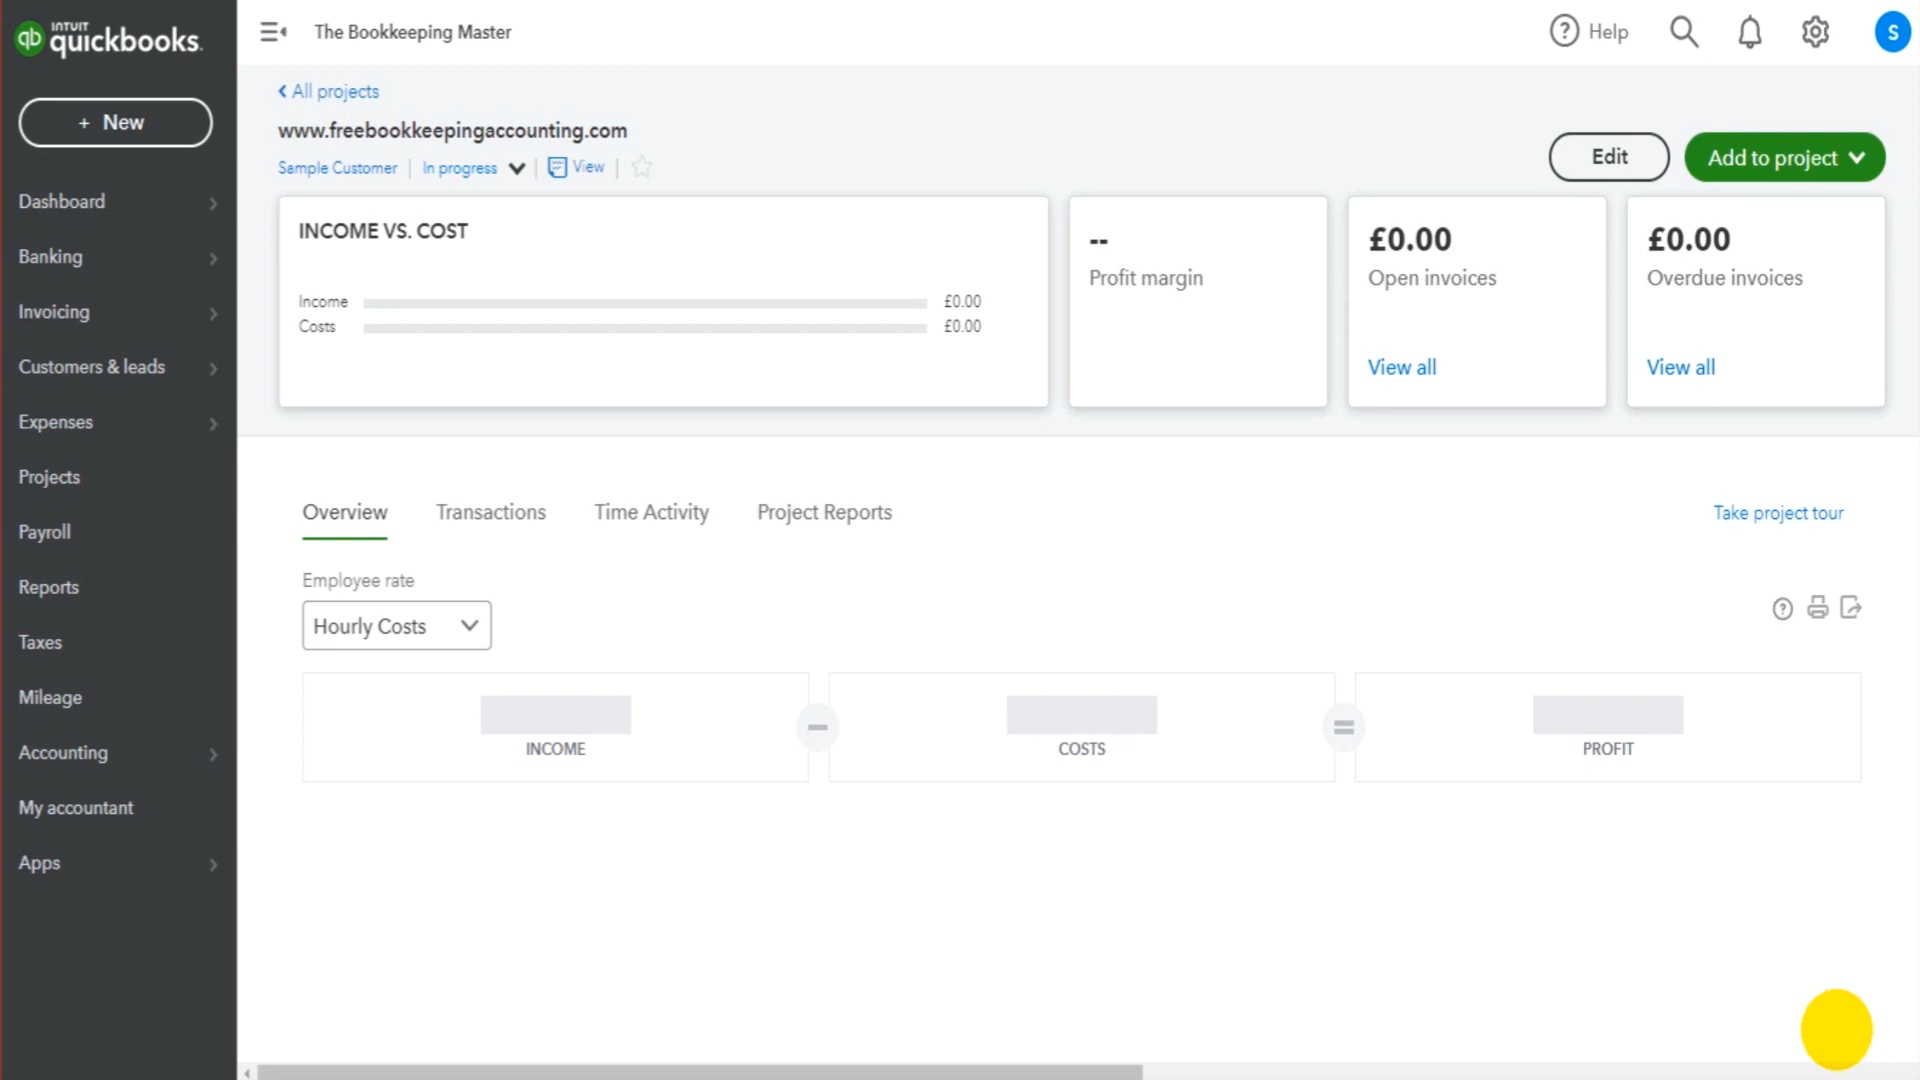 INTUIT
qb quickbooks.
The Bookkeeping Master
Help
S
+ New
Dashboard
Banking
Invoicing
Customers & leads
Expenses
Projects
Payroll
Reports
Taxes
Mileage
Accounting
My accountant
Apps
All projects
www.freebookkeepingaccounting.com
Sample Customer | In progress | View |
Edit
Add to project
INCOME VS. COST
Income £0.00
Costs £0.00
--
Profit margin
£0.00
Open invoices
View all
£0.00
Overdue invoices
View all
Overview Transactions Time Activity Project Reports
Take project tour
Employee rate
Hourly Costs
INCOME
COSTS
PROFIT